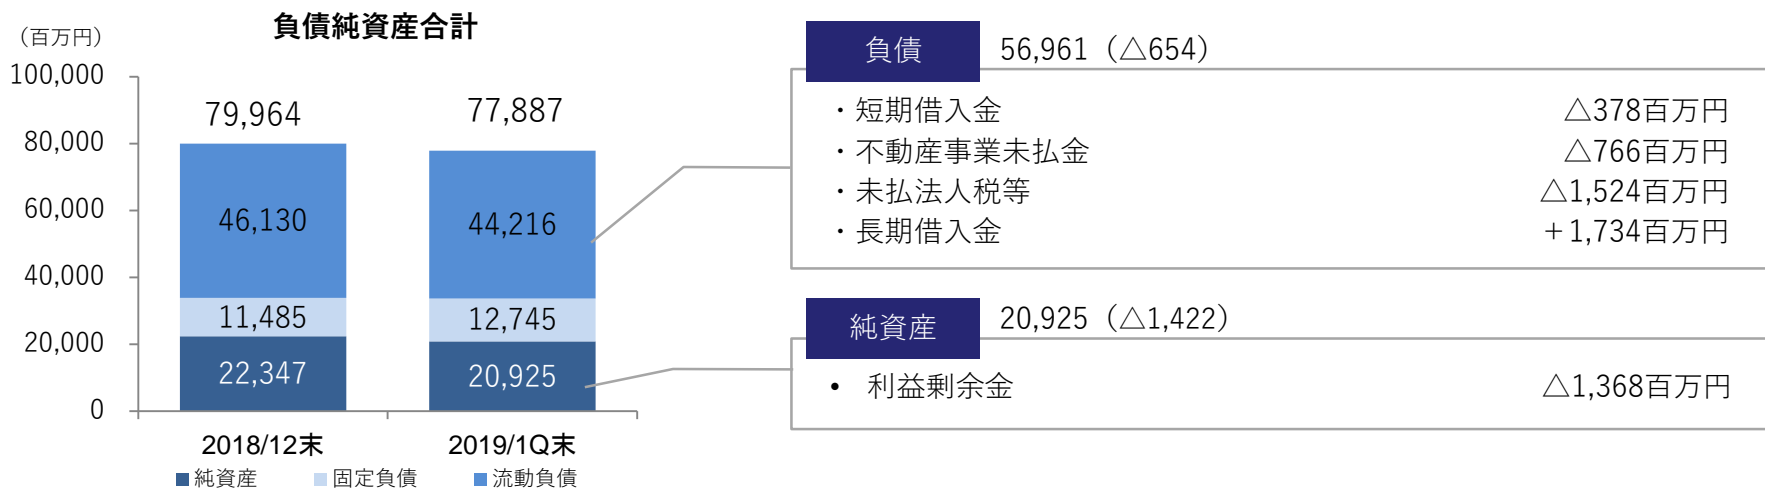 負債純資産合計
（百万円）
100,000
80,000
60,000
40,000
20,000
0
79,964
77,887
46,130
44,216
11,485
12,745
22,347
20,925
2018/12末
2019/1Q末
純資産 固定負債 流動負債
負債 56,961（△654）
・短期借入金 △378百万円
・不動産事業未払金 △766百万円
・未払法人税等 △1,524百万円
・長期借入金 ＋1,734百万円
純資産 20,925（△1,422）
• 利益剰余金 △1,368百万円